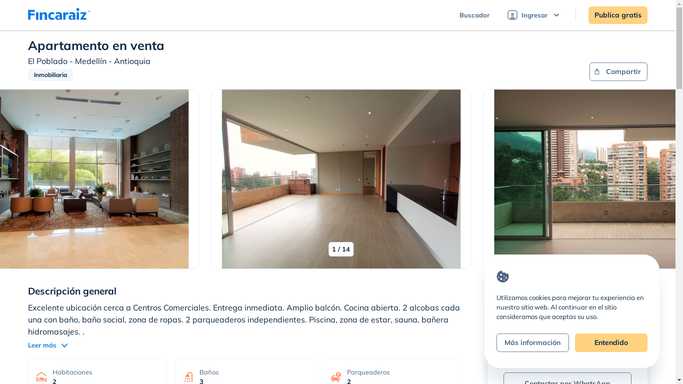 Fincaraiz
Buscador
Ingresar
Publica gratis
Apartamento en venta
El Poblado - Medellín - Antioquia
Inmobiliaria
Compartir
1 / 14
Descripción general
Excelente ubicación cerca a Centros Comerciales. Entrega inmediata. Amplio balcón. Cocina abierta. 2 alcobas cada
una con baño, baño social, zona de ropas. 2 parqueaderos independientes. Piscina, zona de estar, sauna, bañera
hidromasajes. .
Leer más
Habitaciones
2
Baños
3
Parqueaderos
2
Utilizamos cookies para mejorar tu experiencia en
nuestro sitio web. Al continuar en el sitio
consideramos que aceptas su uso.
Más información
Entendido
Contactar por WhatsApp